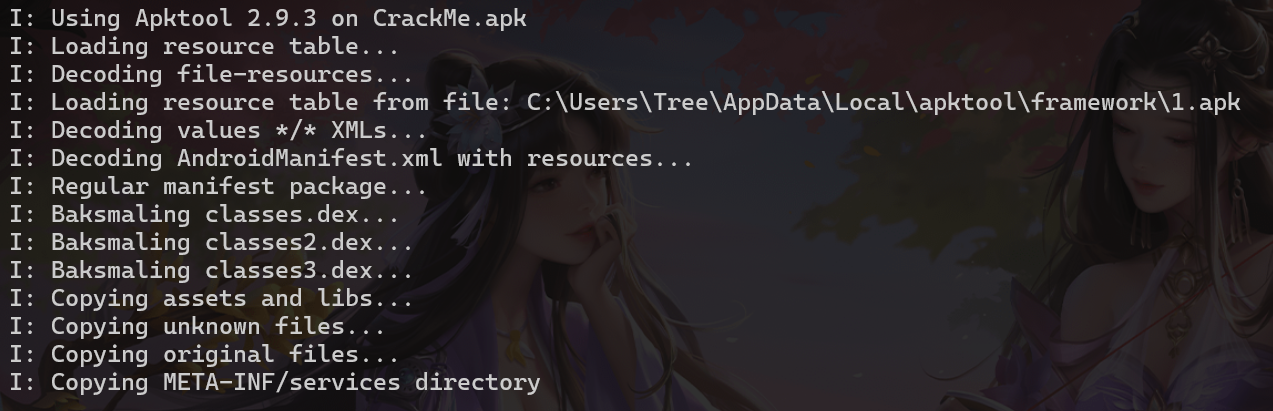 I: Using Apktool 2.9.3 on CrackMe.apk
I: Loading resource table...
I: Decoding file-resources...
I: Loading resource table from file: C:\Users\Tree\AppData\Local\apktool\framework\1.apk
I: Decoding values */* XMLs...
I: Decoding AndroidManifest.xml with resources...
I: Regular manifest package...
I: Baksmaling classes.dex...
I: Baksmaling classes2.dex...
I: Baksmaling classes3.dex...
I: Copying assets and libs...
I: Copying unknown files...
I: Copying original files...
I: Copying META-INF/services directory